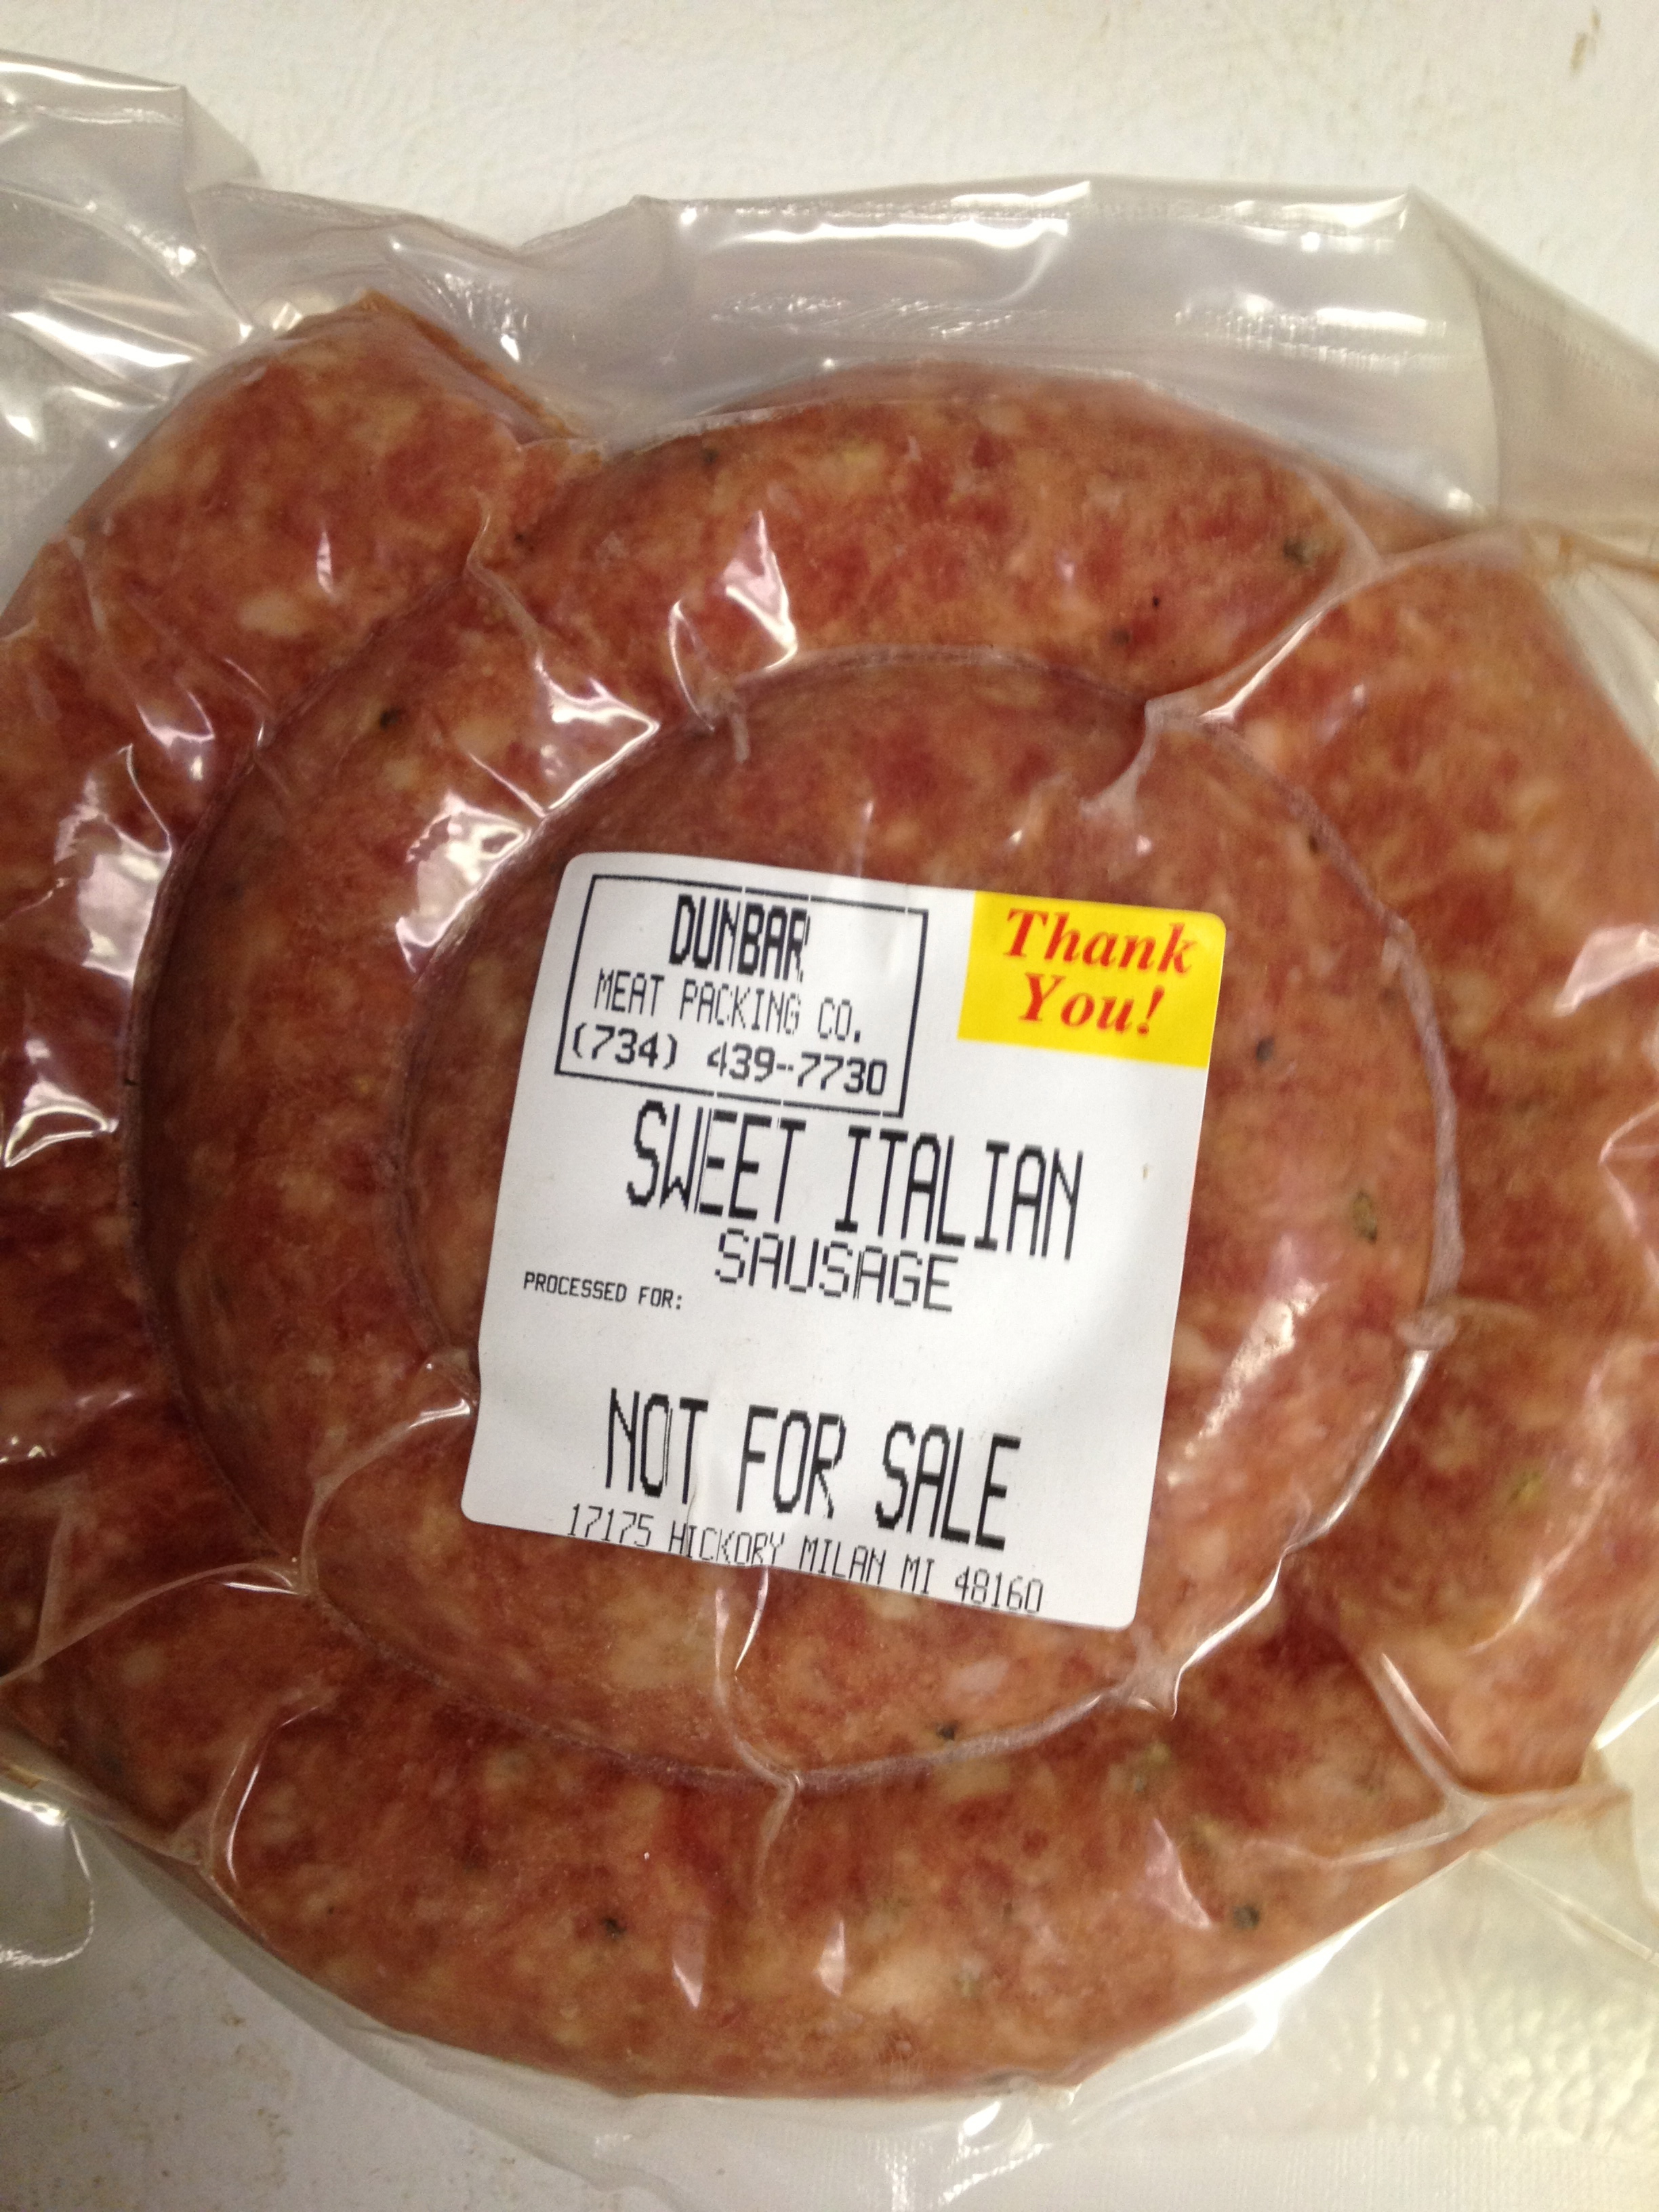 DUNBAR
MEAT PACKING CO.
(734) 439-7730
Thank
You!
SWEET ITALIAN
SAUSAGE
PROCESSED FOR:
NOT FOR SALE
17175 HICKORY MILAN MI 48160